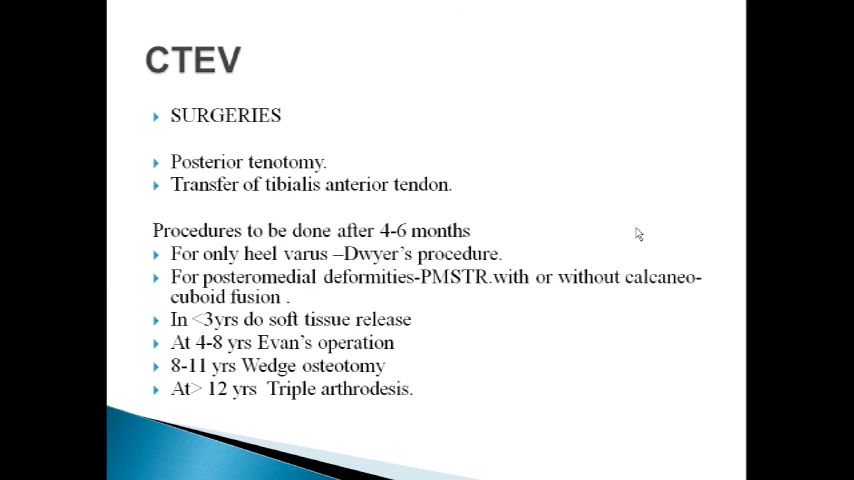 CTEV
SURGERIES
Posterior tenotomy.
Transfer of tibialis anterior tendon.
Procedures to be done after 4-6 months
For only heel varus –Dwyer's procedure.
For posteromedial deformities-PMSTR.with or without calcaneo-
cuboid fusion .
In <3yrs do soft tissue release
At 4-8 yrs Evan's operation
8-11 yrs Wedge osteotomy
At> 12 yrs  Triple arthrodesis.